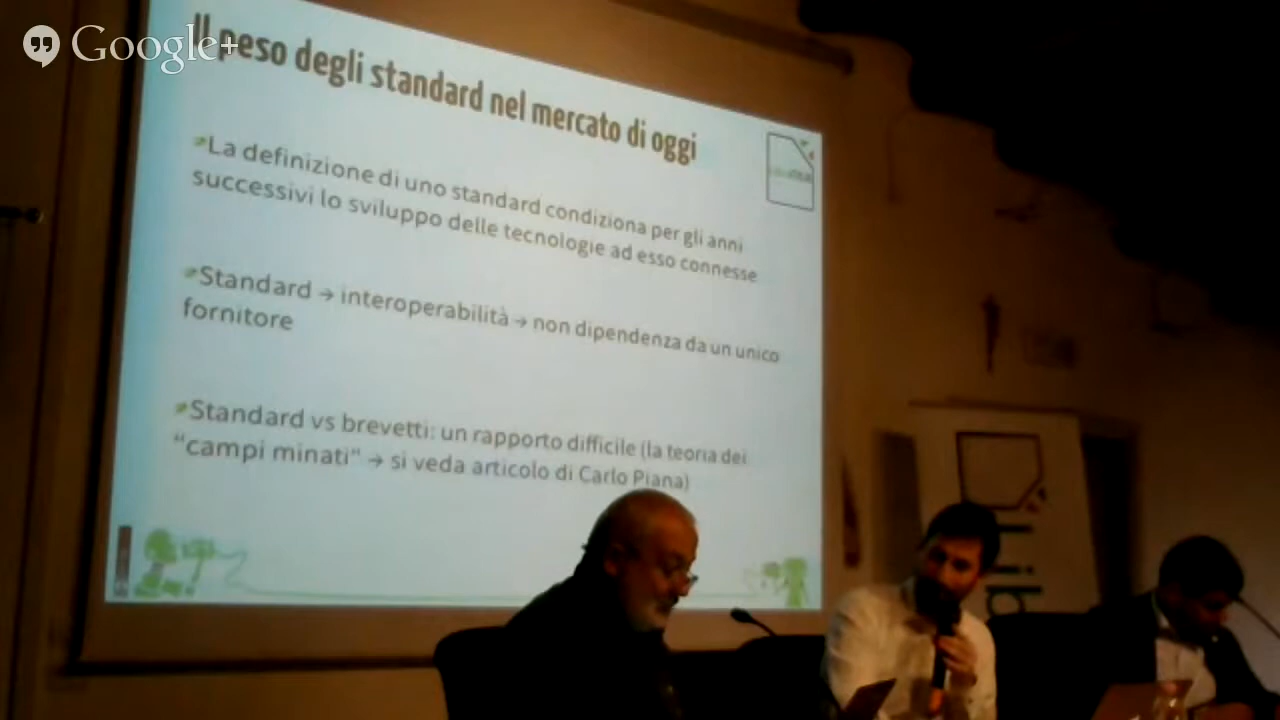 Google+
Il peso degli standard nel mercato di oggi
La definizione di uno standard condiziona per gli anni
successivi lo sviluppo delle tecnologie ad esso connesse
Standard → interoperabilità → non dipendenza da un unico
fornitore
Standard vs brevetti: un rapporto difficile (la teoria dei
"campi minati" → si veda articolo di Carlo Piana)
Lib